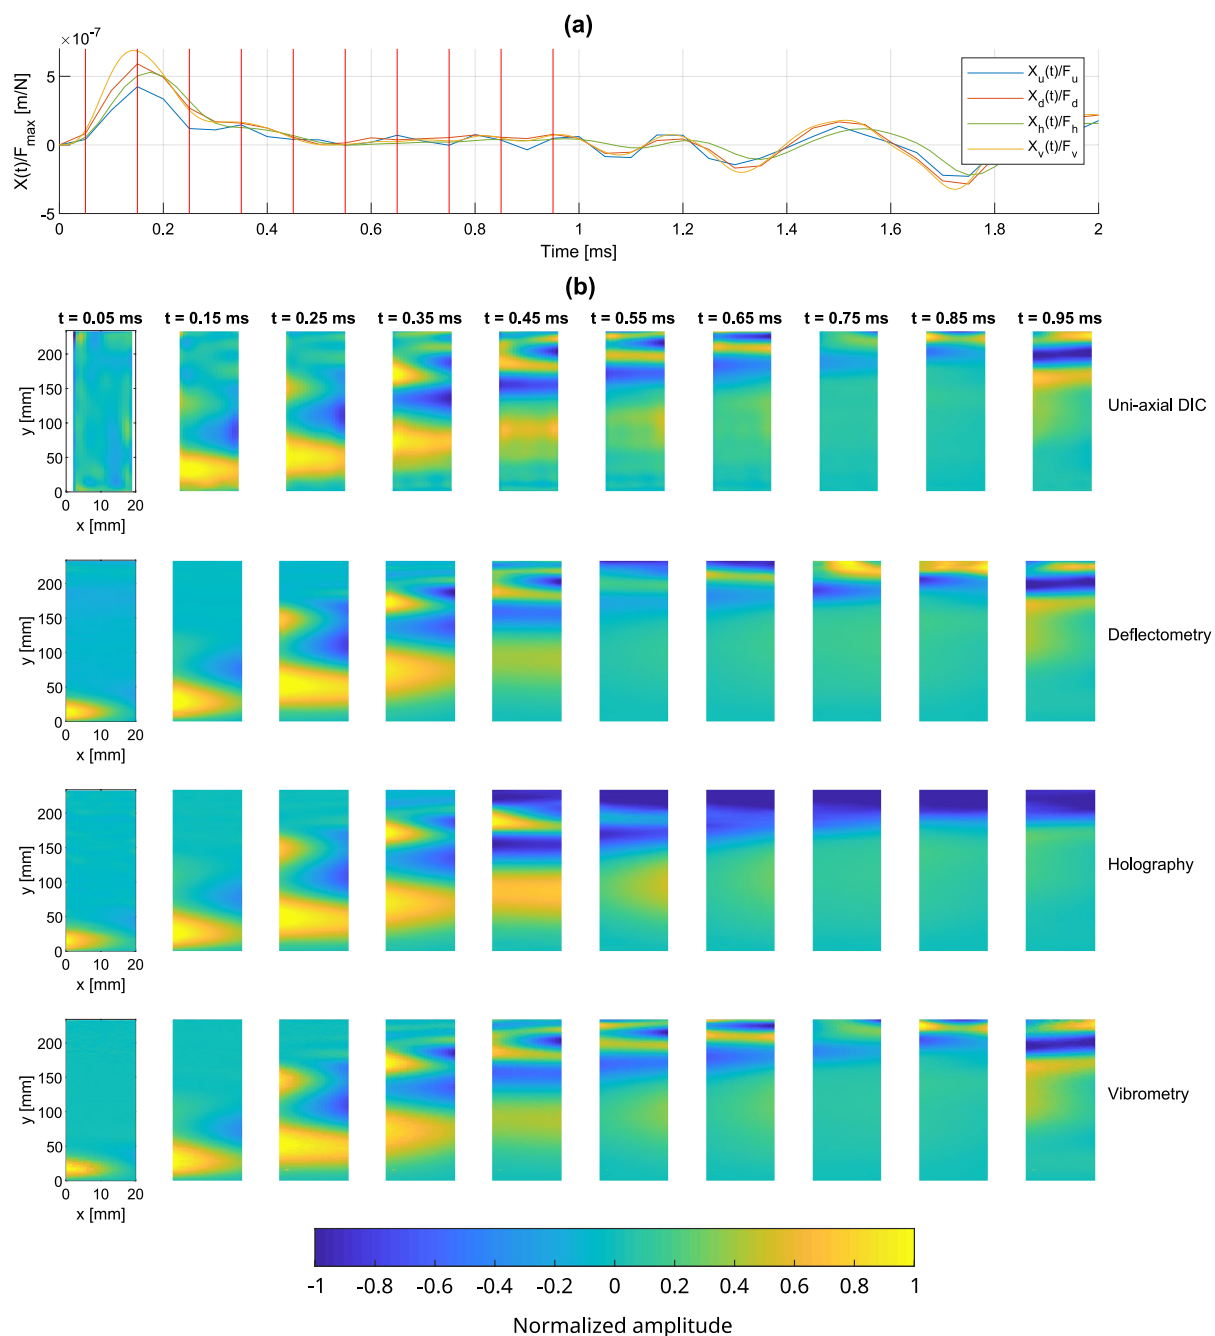 (a)
×10⁻⁷
5
0
-5
X(t)/F_max [m/N]
X_u(t)/F_u
X_d(t)/F_d
X_h(t)/F_h
X_v(t)/F_v
0 0.2 0.4 0.6 0.8 1 1.2 1.4 1.6 1.8 2
Time [ms]
(b)
t = 0.05 ms t = 0.15 ms t = 0.25 ms t = 0.35 ms t = 0.45 ms t = 0.55 ms t = 0.65 ms t = 0.75 ms t = 0.85 ms t = 0.95 ms
200
150
100
50
0
y [mm]
0 10 20
x [mm]
Uni-axial DIC
200
150
100
50
0
y [mm]
0 10 20
x [mm]
Deflectometry
200
150
100
50
0
y [mm]
0 10 20
x [mm]
Holography
200
150
100
50
0
y [mm]
0 10 20
x [mm]
Vibrometry
-1 -0.8 -0.6 -0.4 -0.2 0 0.2 0.4 0.6 0.8 1
Normalized amplitude